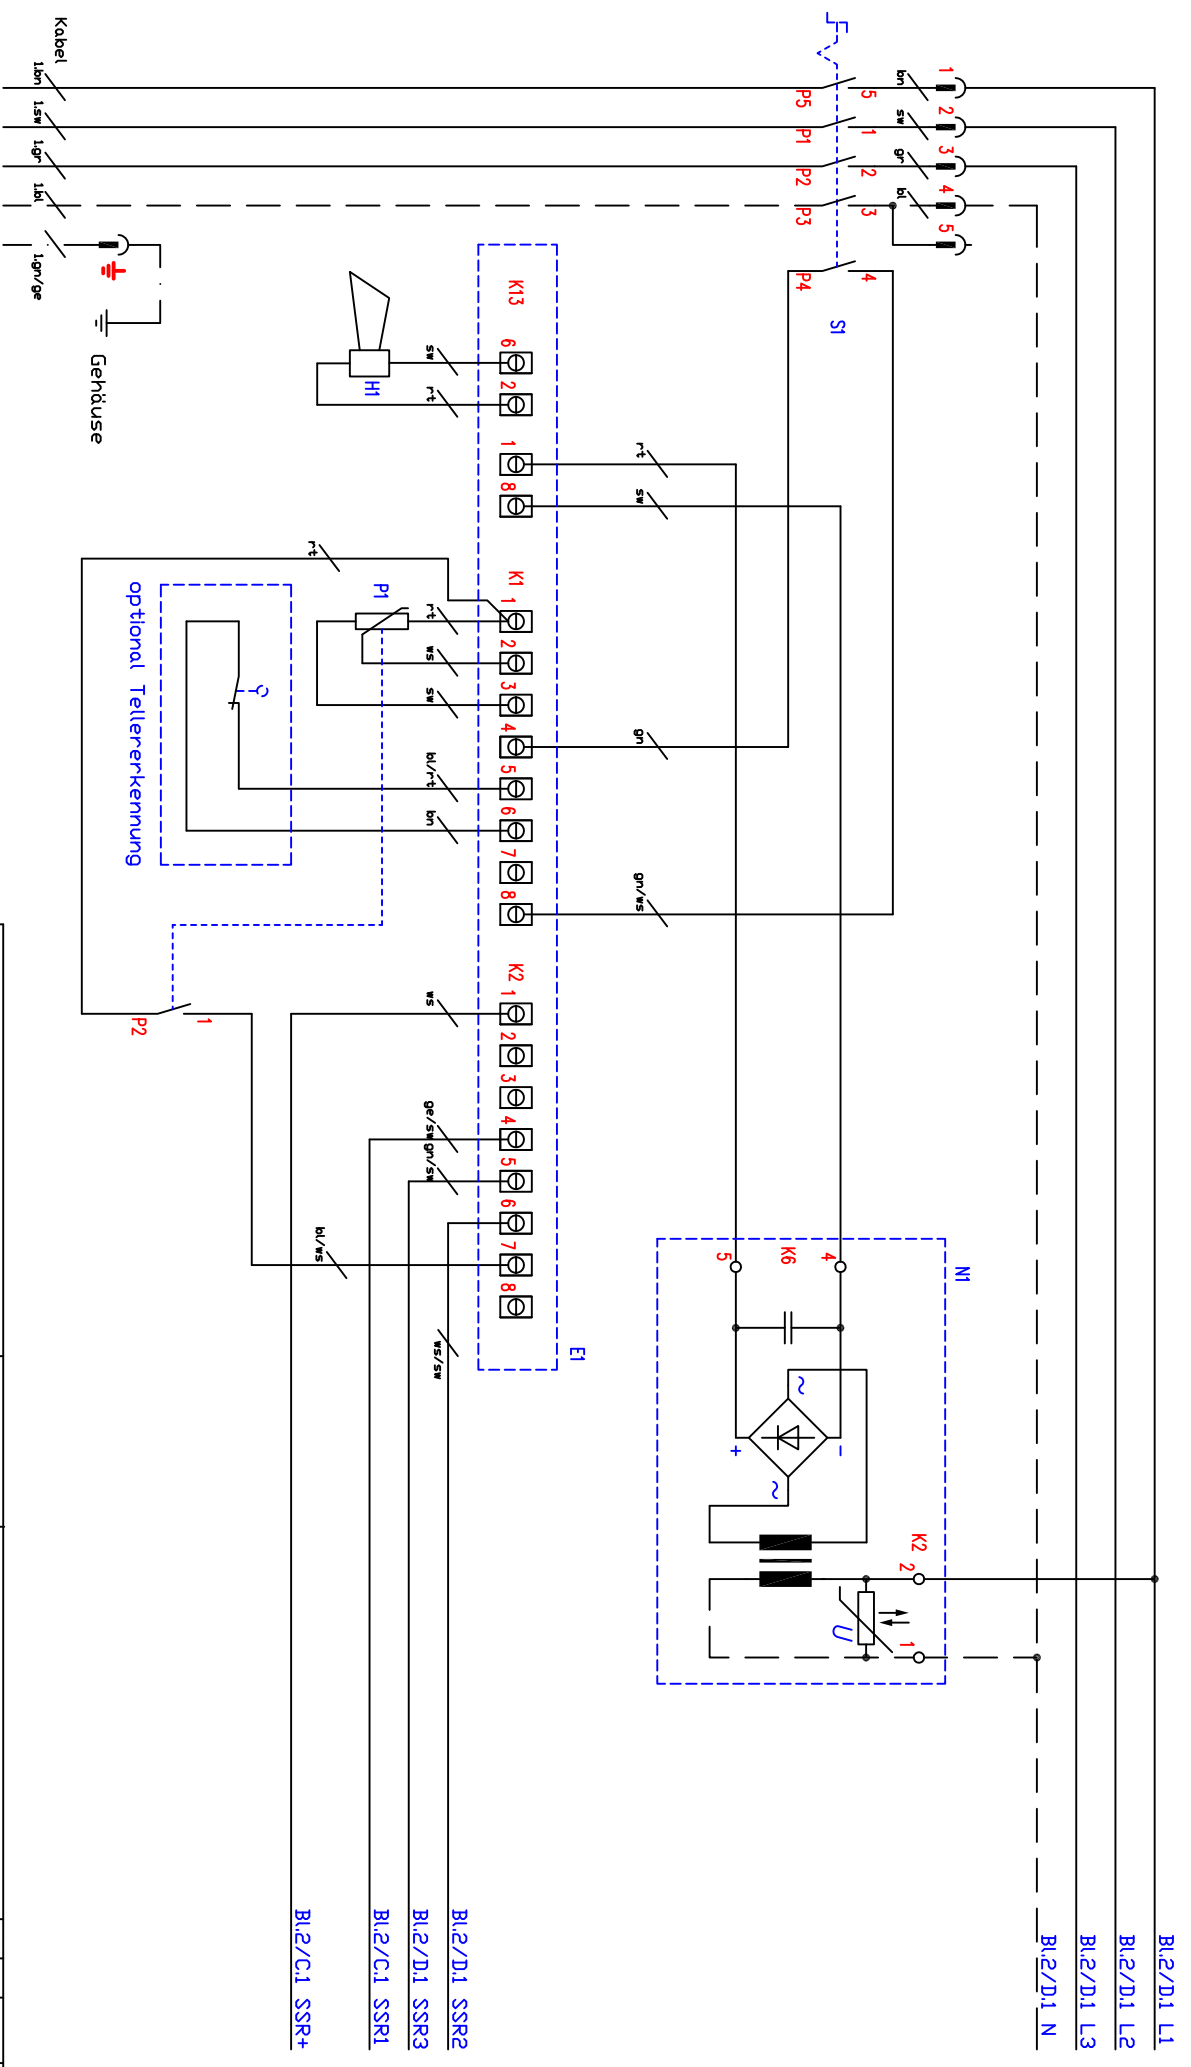 Bl.2/D.1 L1
Bl.2/D.1 L2
Bl.2/D.1 L3
Bl.2/D.1 N
1 2 3 4 5
bn sw gr bl
5 1 2 3 4
P5 P1 P2 P3 P4
S1
N1
K2
2 1
U
4
K6
5
~ ~
+ -
rt sw gn gn/ws
E1
K13
6 2 1 8
K1
1 2 3 4 5 6 7 8
K2
1 2 3 4 5 6 7 8
sw rt
rt ws sw bl/rt bn
ws ge/sw gn/sw ws/sw
H1
P1
rt
bl/ws
optional Tellererkennung
1
P2
Bl.2/D.1 SSR2
Bl.2/D.1 SSR3
Bl.2/C.1 SSR1
Bl.2/C.1 SSR+
Gehäuse
Kabel
1.bn 1.sw 1.gr 1.bl 1.gn/ge